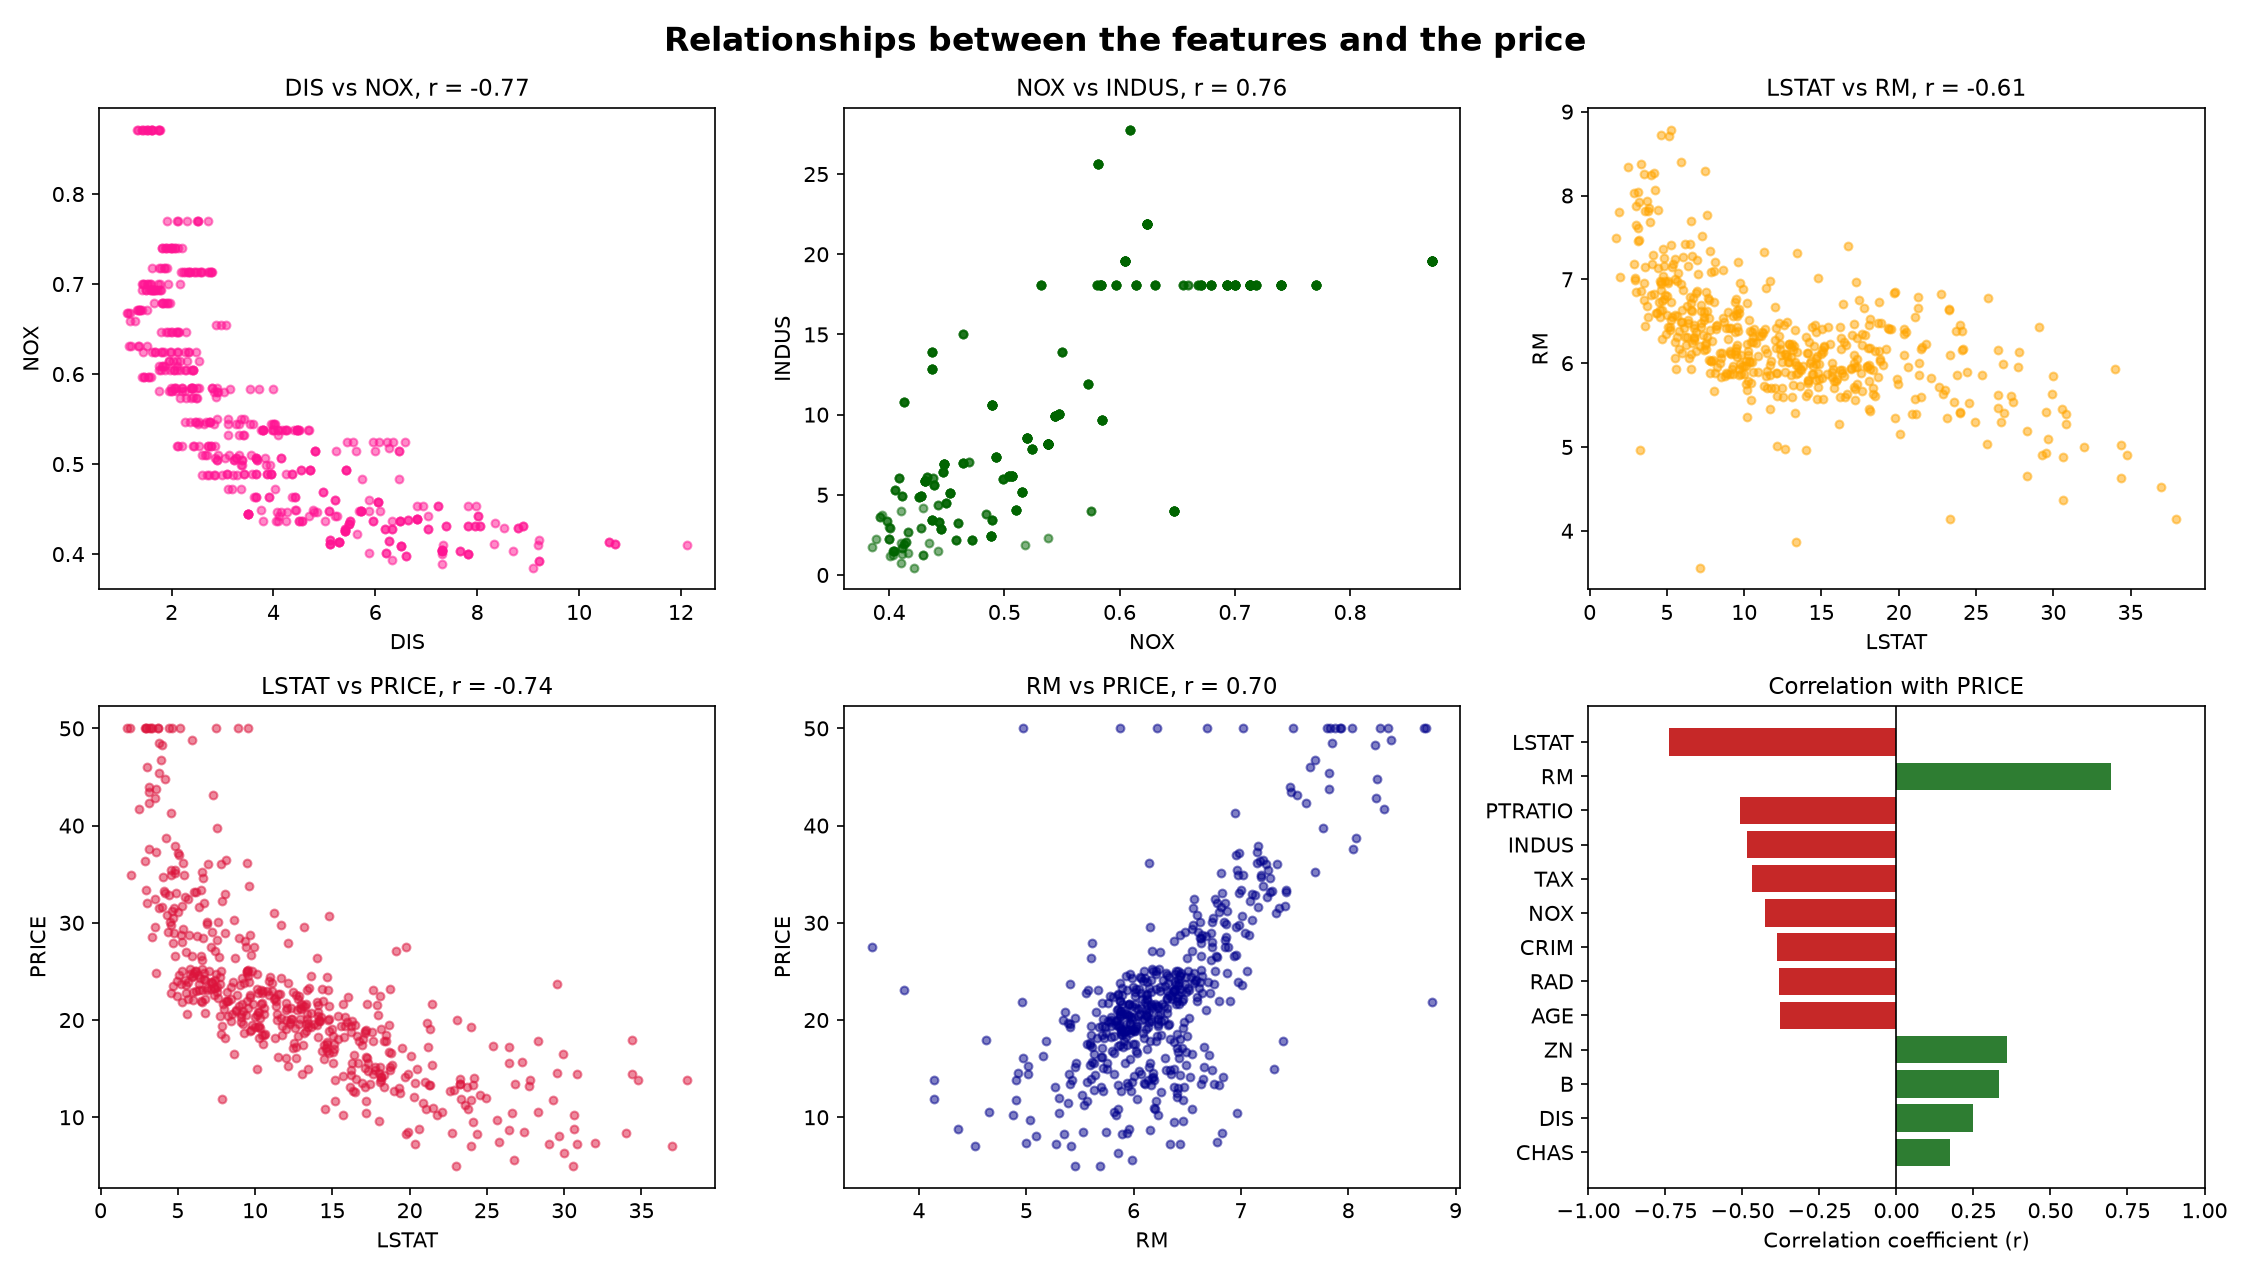 Relationships between the features and the price
DIS vs NOX, r = -0.77
NOX
0.8
0.7
0.6
0.5
0.4
2 4 6 8 10 12
DIS
NOX vs INDUS, r = 0.76
INDUS
25
20
15
10
5
0
0.4 0.5 0.6 0.7 0.8
NOX
LSTAT vs RM, r = -0.61
RM
9
8
7
6
5
4
0 5 10 15 20 25 30 35
LSTAT
LSTAT vs PRICE, r = -0.74
PRICE
50
40
30
20
10
0 5 10 15 20 25 30 35
LSTAT
RM vs PRICE, r = 0.70
PRICE
50
40
30
20
10
4 5 6 7 8 9
RM
Correlation with PRICE
LSTAT
RM
PTRATIO
INDUS
TAX
NOX
CRIM
RAD
AGE
ZN
B
DIS
CHAS
−1.00 −0.75 −0.50 −0.25 0.00 0.25 0.50 0.75 1.00
Correlation coefficient (r)